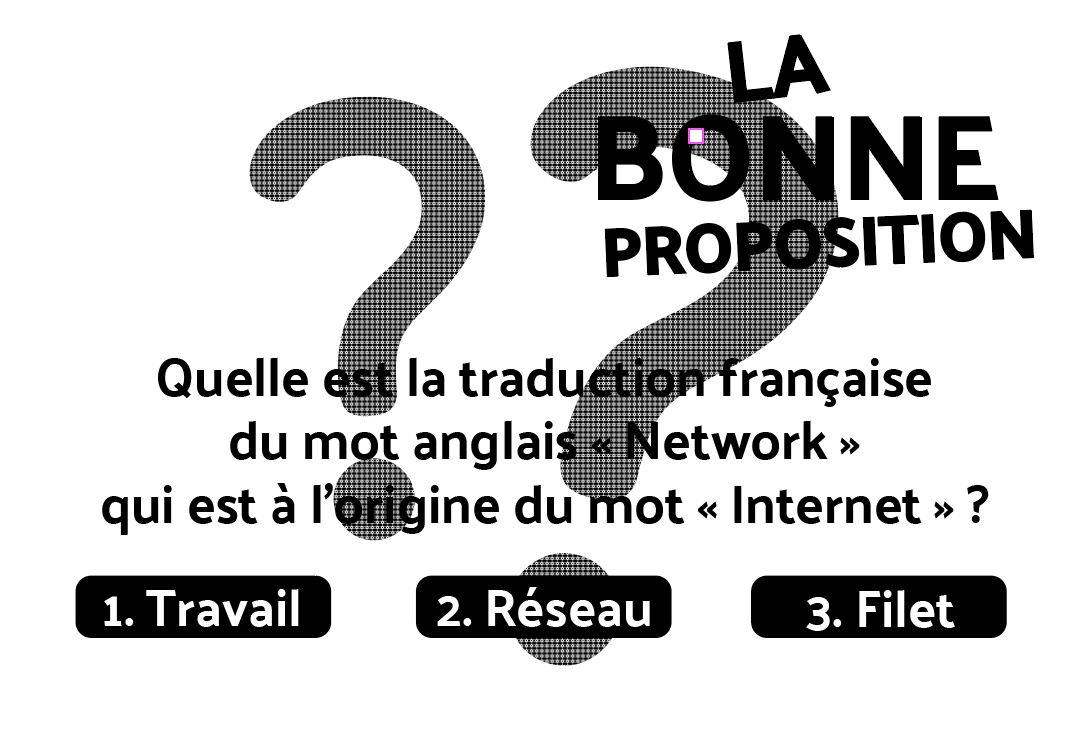 LA
BONNE
PROPOSITION
Quelle est la traduction française
du mot anglais « Network »
qui est à l’origine du mot « Internet » ?
1. Travail
2. Réseau
3. Filet